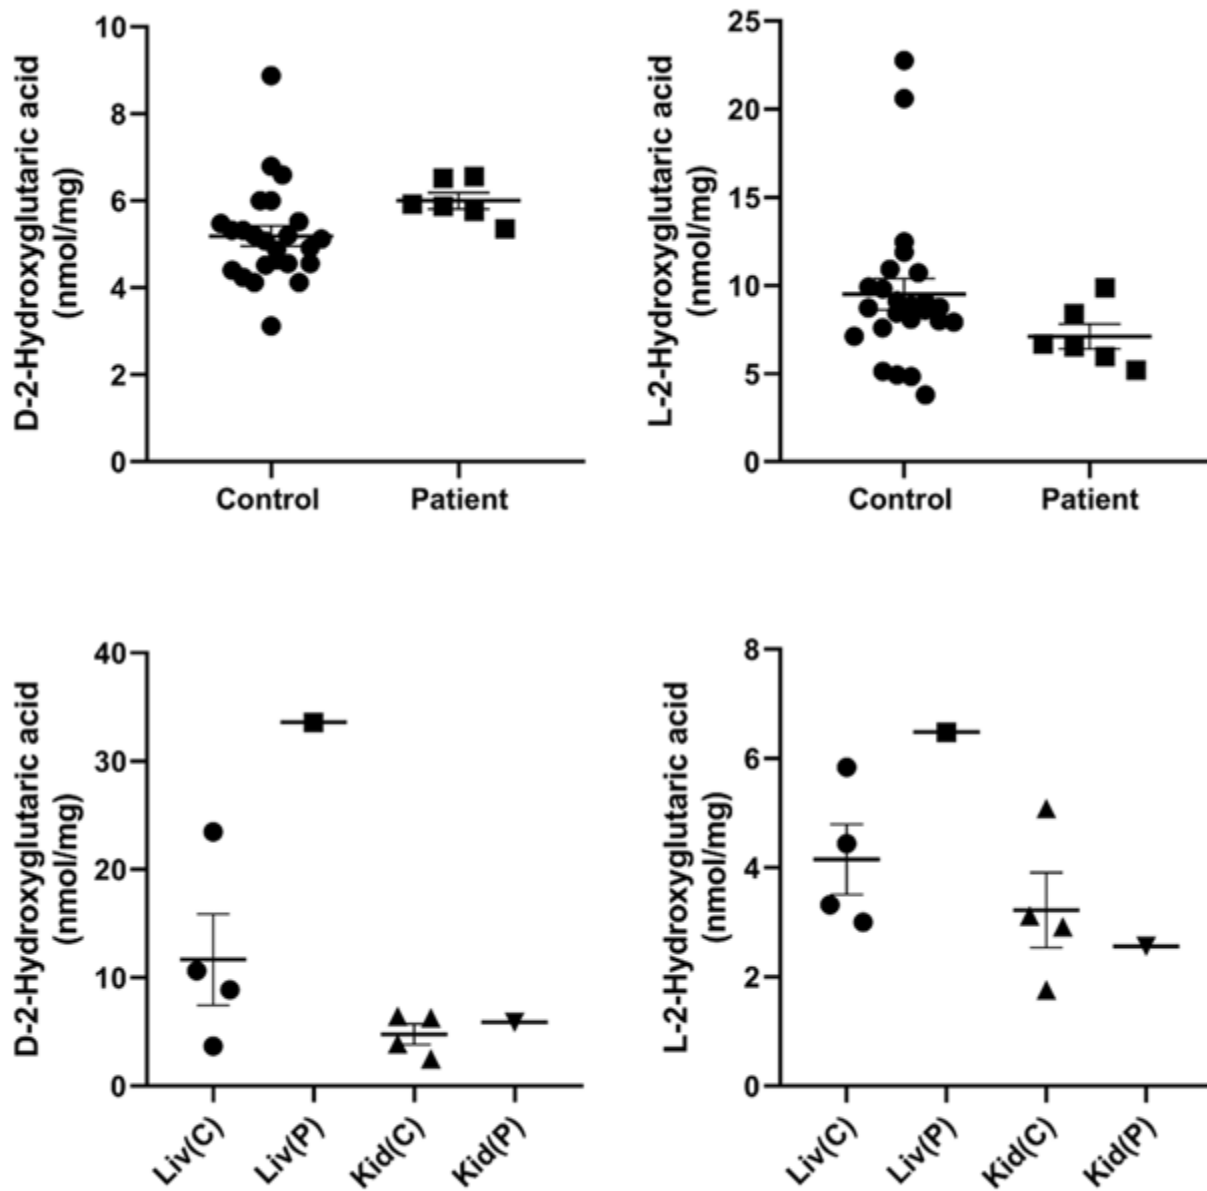 D-2-Hydroxyglutaric acid
(nmol/mg)
10
8
6
4
2
0
Control
Patient
L-2-Hydroxyglutaric acid
(nmol/mg)
25
20
15
10
5
0
Control
Patient
D-2-Hydroxyglutaric acid
(nmol/mg)
40
30
20
10
0
Liv(C)
Liv(P)
Kid(C)
Kid(P)
L-2-Hydroxyglutaric acid
(nmol/mg)
8
6
4
2
0
Liv(C)
Liv(P)
Kid(C)
Kid(P)